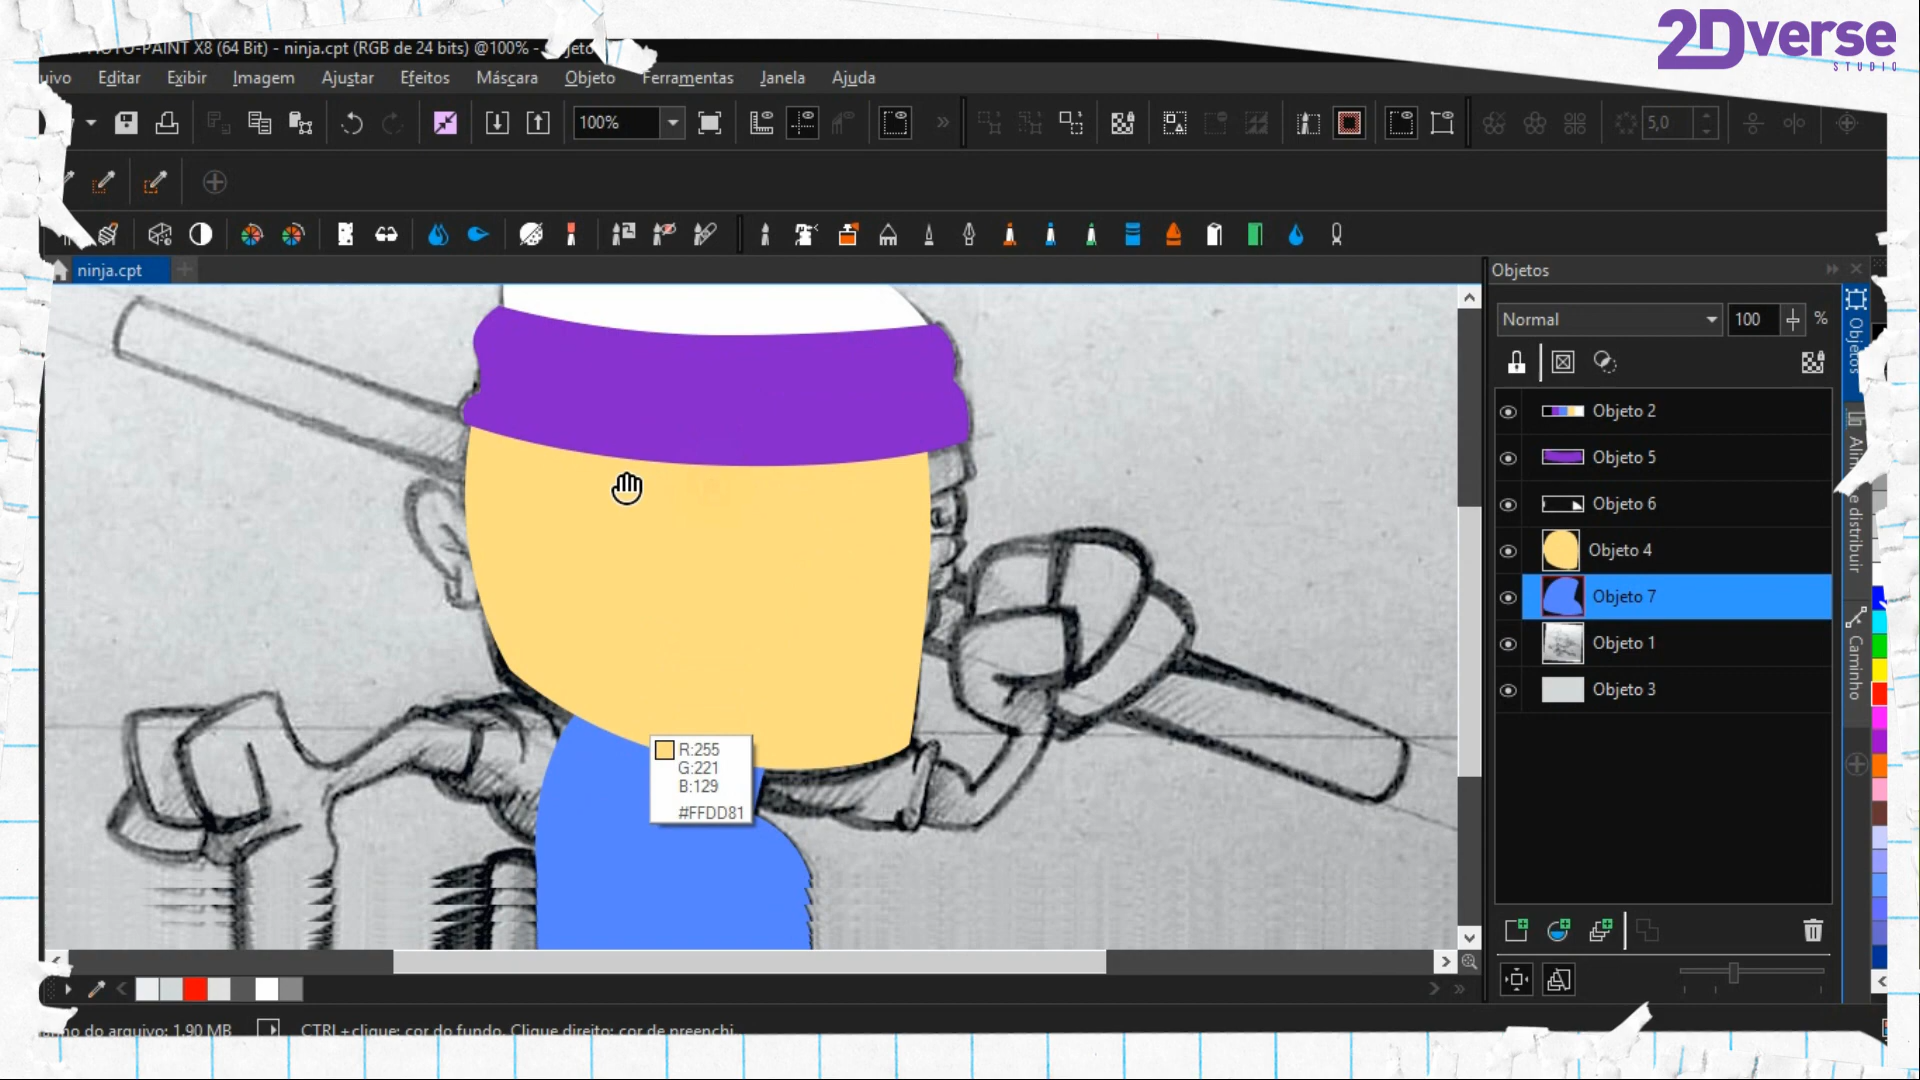 2Dverse
STUDIO
PHOTO-PAINT X8 (64 Bit) - ninja.cpt (RGB de 24 bits) @100% -
Editar Exibir Imagem Ajustar Efeitos Máscara Objeto Ferramentas Janela Ajuda
100%
5,0
ninja.cpt
Objetos
Normal 100 %
Objeto 2
Objeto 5
Objeto 6
Objeto 4
Objeto 7
Objeto 1
Objeto 3
Objetos
e distribuir
Caminho
R:255
G:221
B:129
#FFDD81
do arquivo: 1,90 MB CTRL+clique: cor do fundo. Clique direito: cor de preenchi...